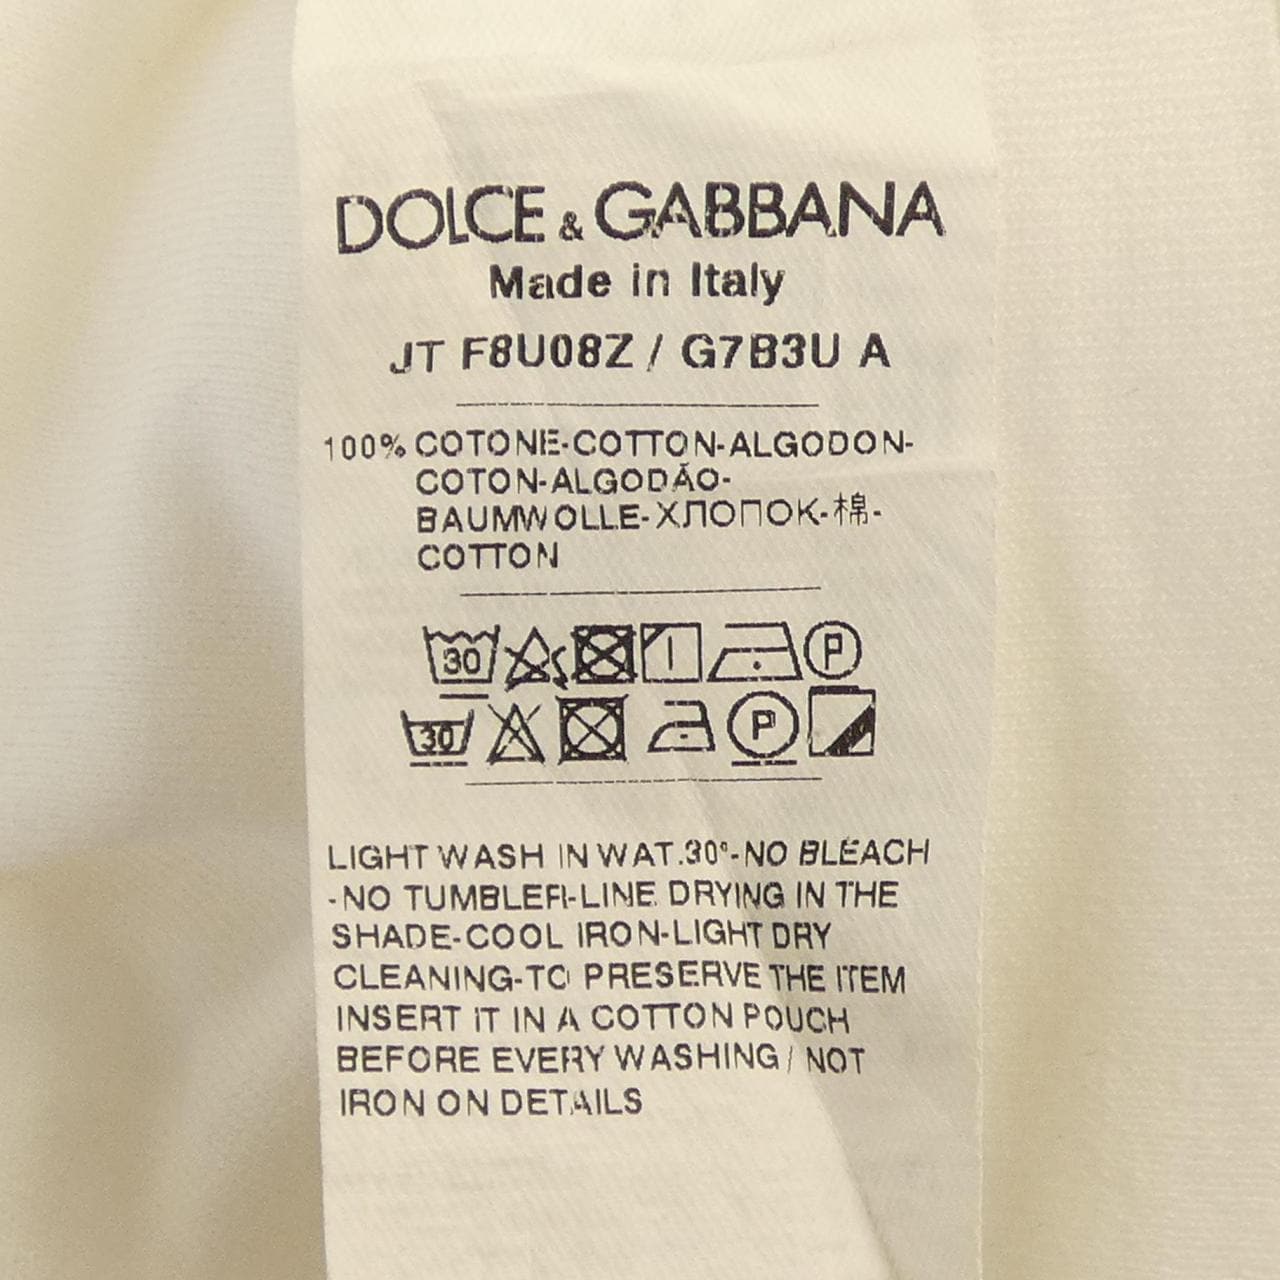 DOLCE & GABBANA
Made in Italy
JT F8U08Z / G7B3U A
100% COTONE-COTTON-ALGODON-
COTON-ALGODÃO-
BAUMWOLLE-ХЛОПОК-棉-
COTTON
30 P
30 P
LIGHT WASH IN WAT.30°-NO BLEACH
-NO TUMBLER-LINE DRYING IN THE
SHADE-COOL IRON-LIGHT DRY
CLEANING-TO PRESERVE THE ITEM
INSERT IT IN A COTTON POUCH
BEFORE EVERY WASHING / NOT
IRON ON DETAILS